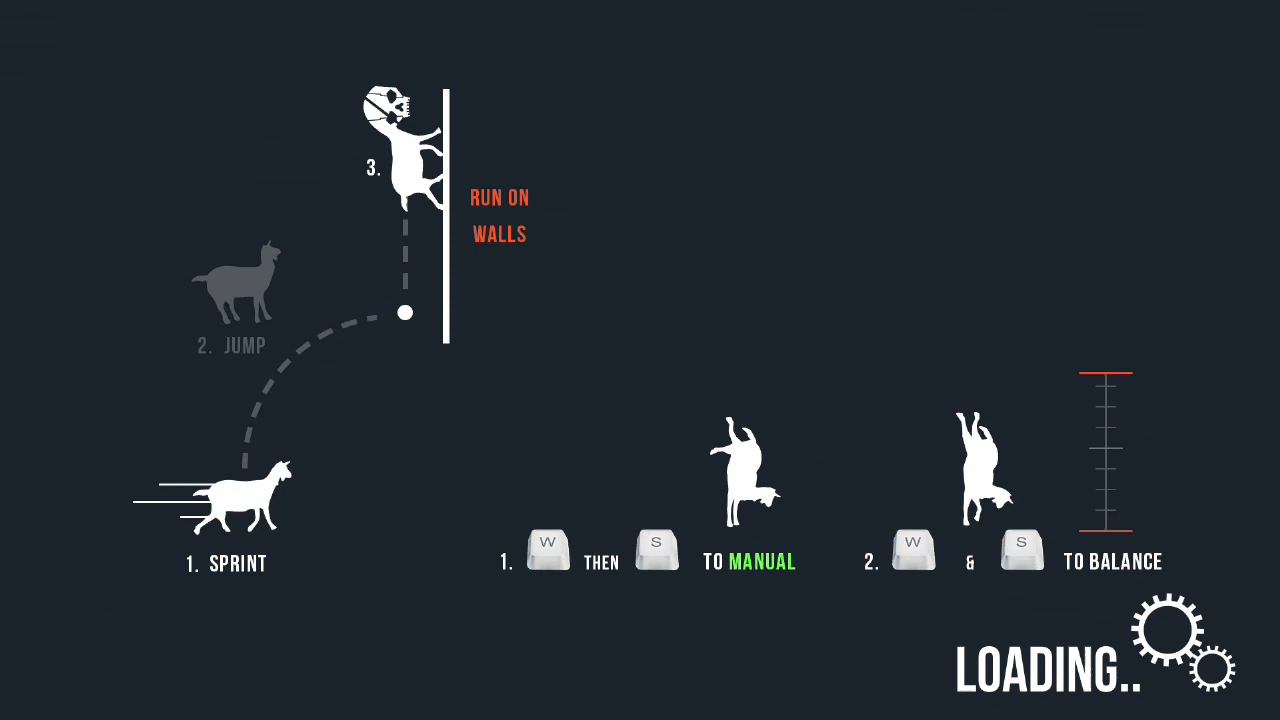 3.
RUN ON
WALLS
2. JUMP
1. SPRINT
1. W THEN S TO MANUAL
2. W & S TO BALANCE
LOADING..